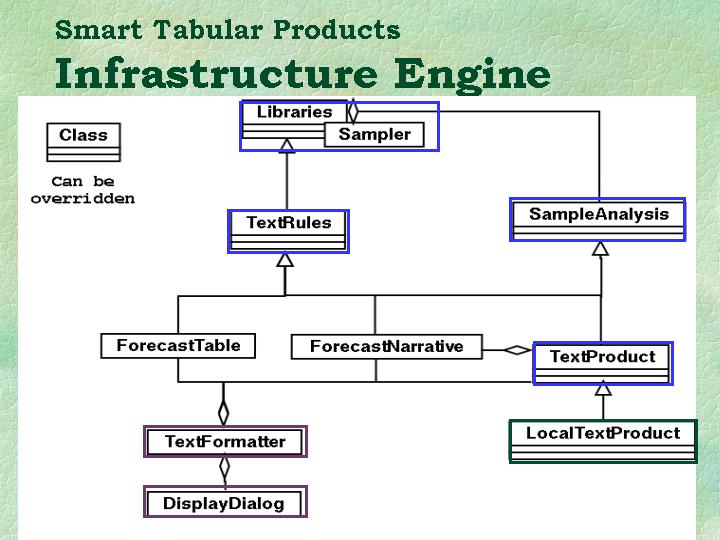 Smart Tabular Products
Infrastructure Engine
Libraries
Sampler
Class
Can be
overridden
TextRules
SampleAnalysis
ForecastTable
ForecastNarrative
TextProduct
TextFormatter
LocalTextProduct
DisplayDialog